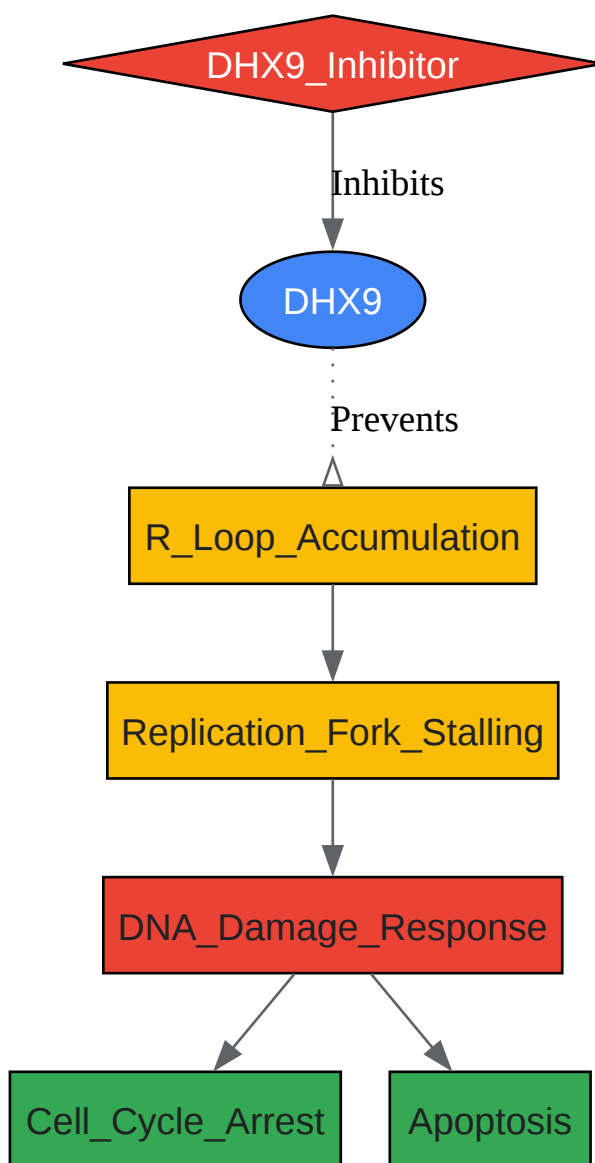 DHX9_Inhibitor
Inhibits
DHX9
Prevents
R_Loop_Accumulation
Replication_Fork_Stalling
DNA_Damage_Response
Cell_Cycle_Arrest
Apoptosis